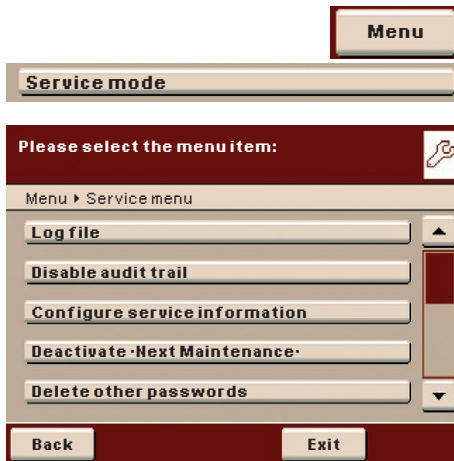 Menu
Service mode
Please select the menu item:
Menu ▸ Service menu
Log file
Disable audit trail
Configure service information
Deactivate ·Next Maintenance·
Delete other passwords
Back
Exit